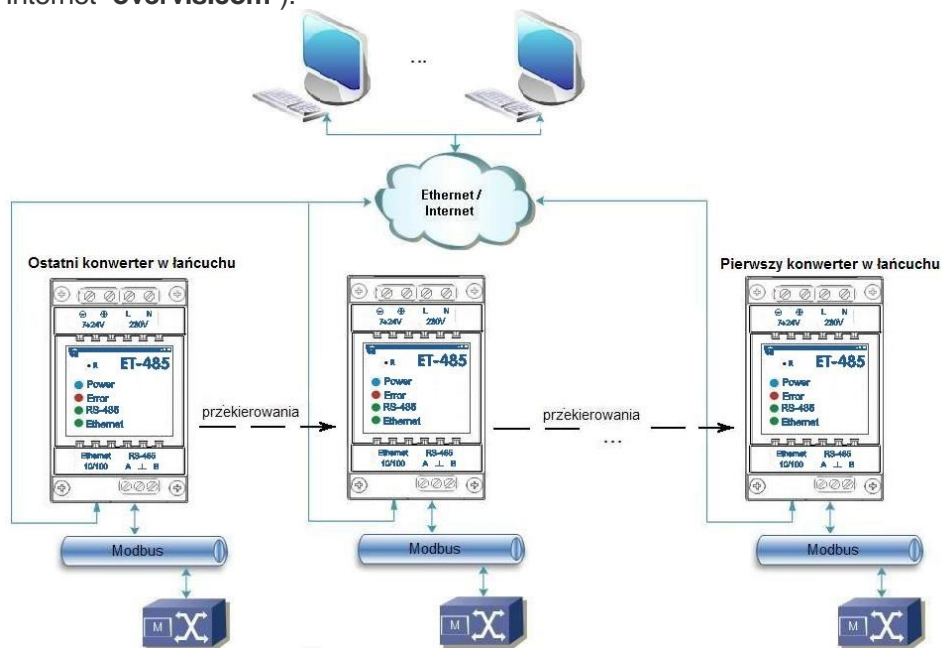 internet "overvis.com").
...
Ethernet /
Internet
Ostatni konwerter w łańcuchu
Pierwszy konwerter w łańcuchu
7÷24V
L N
230V
• R ET-485
Power
Error
RS-485
Ethernet
Ethernet
10/100
RS-485
A ⊥ B
przekierowania
7÷24V
L N
230V
• R ET-485
Power
Error
RS-485
Ethernet
Ethernet
10/100
RS-485
A ⊥ B
przekierowania
...
7÷24V
L N
230V
• R ET-485
Power
Error
RS-485
Ethernet
Ethernet
10/100
RS-485
A ⊥ B
Modbus
Modbus
Modbus
M
M
M